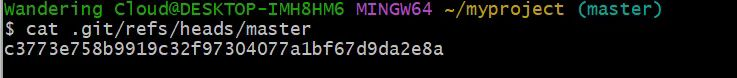 Wandering Cloud@DESKTOP-IMH8HM6 MINGW64 ~/myproject (master)
$ cat .git/refs/heads/master
c3773e758b9919c32f97304077a1bf67d9da2e8a